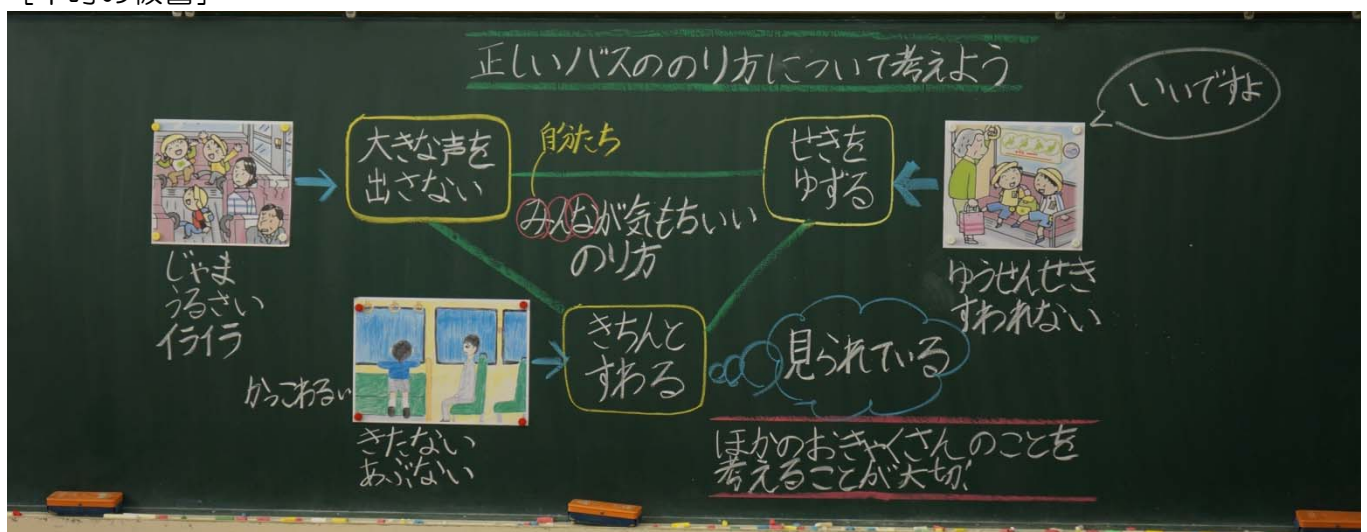 ［本時の板書］
正しいバスののり方について考えよう
いいですよ
大きな声を
出さない
自分たち
せきを
ゆずる
みんなが気もちいい
のり方
じゃま
うるさい
イライラ
ゆうせんせき
すわれない
きちんと
すわる
見られている
かっこわるい
きたない
あぶない
ほかのおきゃくさんのことを
考えることが大切！